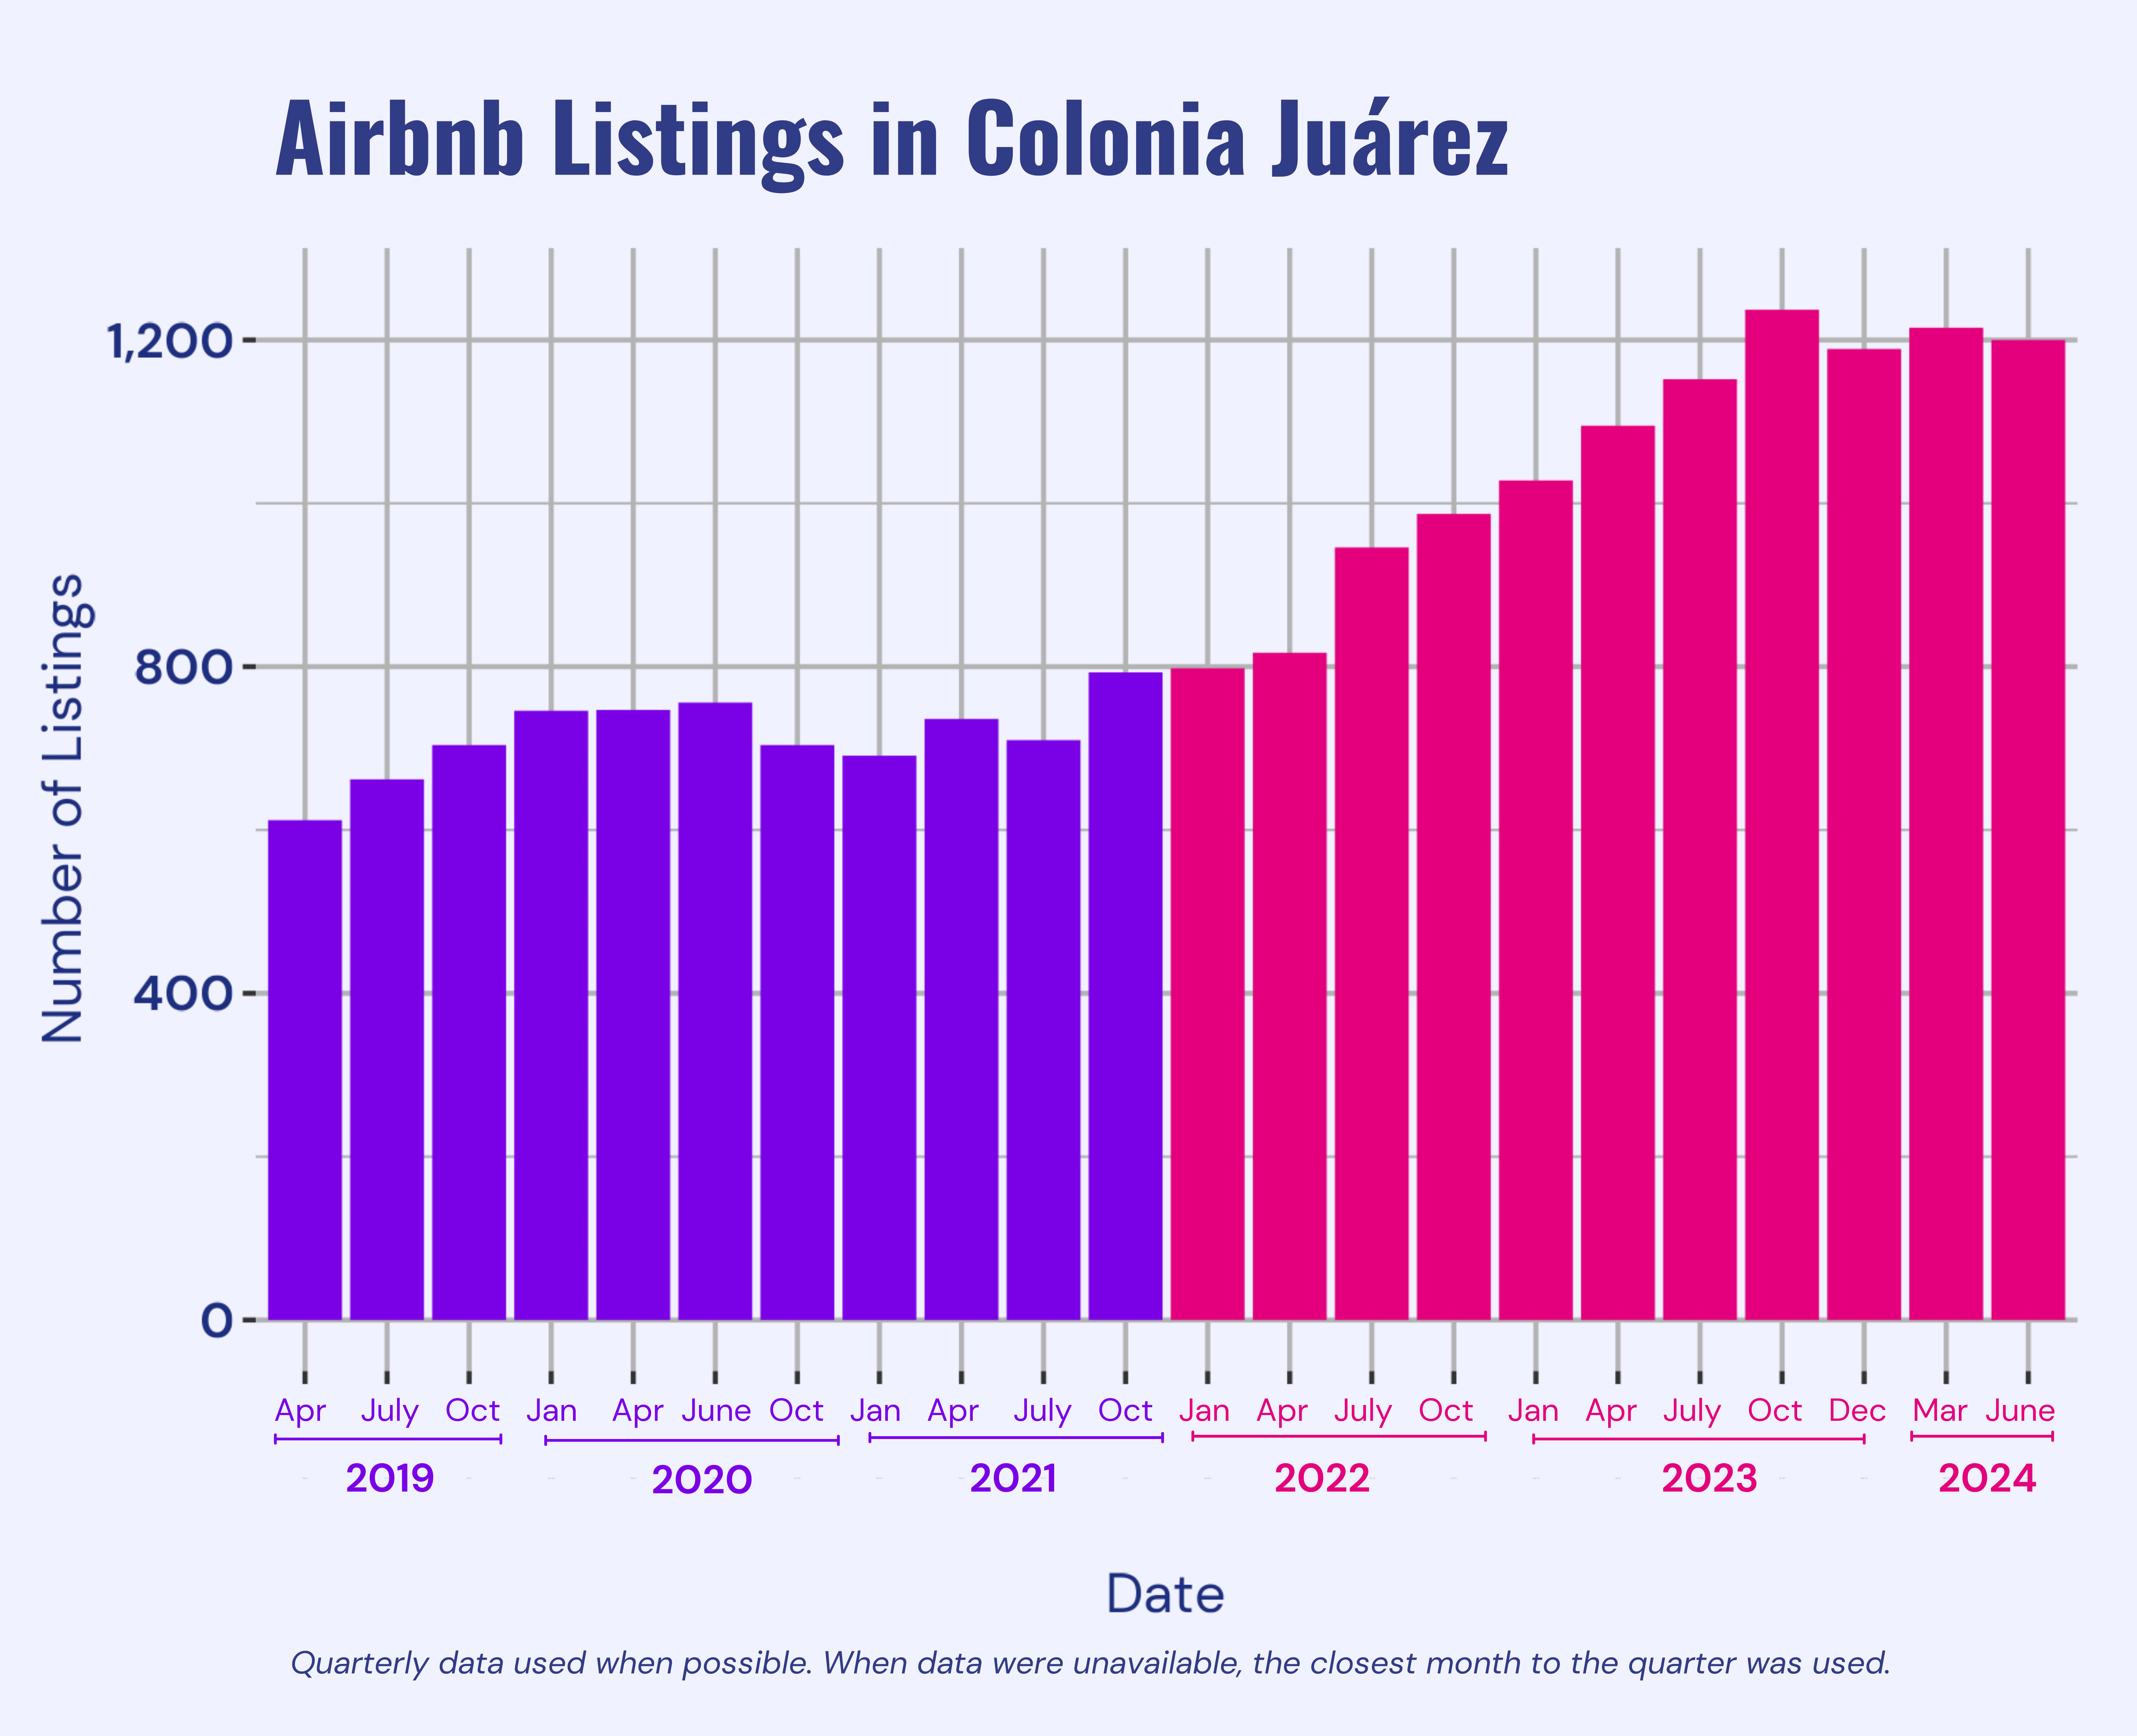 Airbnb Listings in Colonia Juárez
1,200
800
400
0
Number of Listings
Apr July Oct Jan Apr June Oct Jan Apr July Oct Jan Apr July Oct Jan Apr July Oct Dec Mar June
2019 2020 2021 2022 2023 2024
Date
Quarterly data used when possible. When data were unavailable, the closest month to the quarter was used.